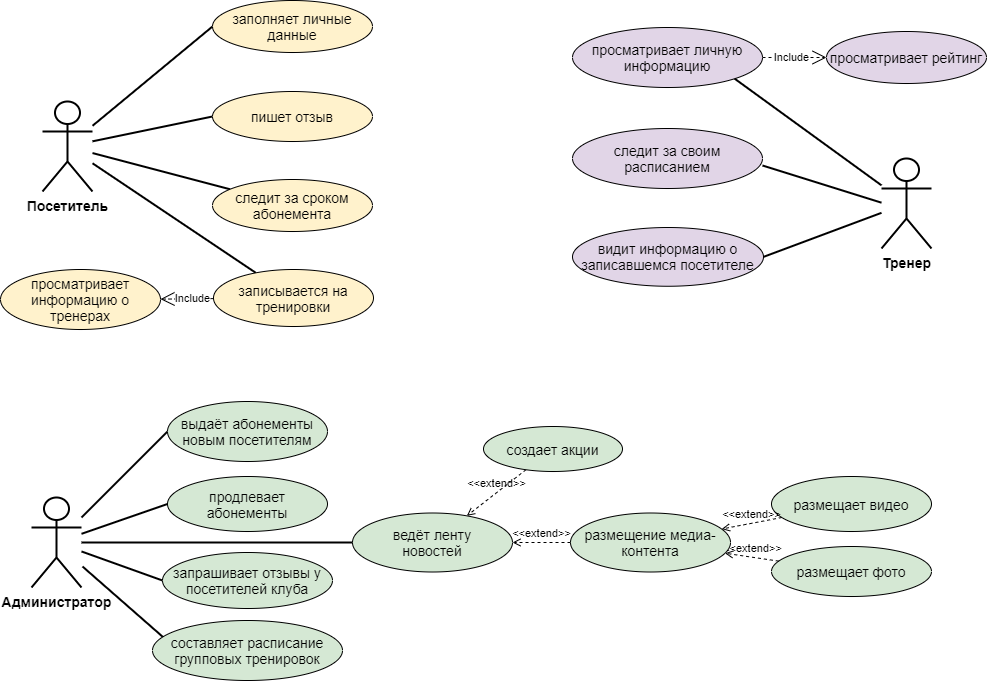 заполняет личные
данные
пишет отзыв
следит за сроком
абонемента
Посетитель
просматривает
информацию о
тренерах
Include
записывается на
тренировки
просматривает личную
информацию
Include
просматривает рейтинг
следит за своим
расписанием
видит информацию о
записавшемся посетителе
Тренер
выдаёт абонементы
новым посетителям
продлевает
абонементы
Администратор
запрашивает отзывы у
посетителей клуба
составляет расписание
групповых тренировок
создает акции
<<extend>>
ведёт ленту
новостей
<<extend>>
размещение медиа-
контента
<<extend>>
размещает видео
<<extend>>
размещает фото